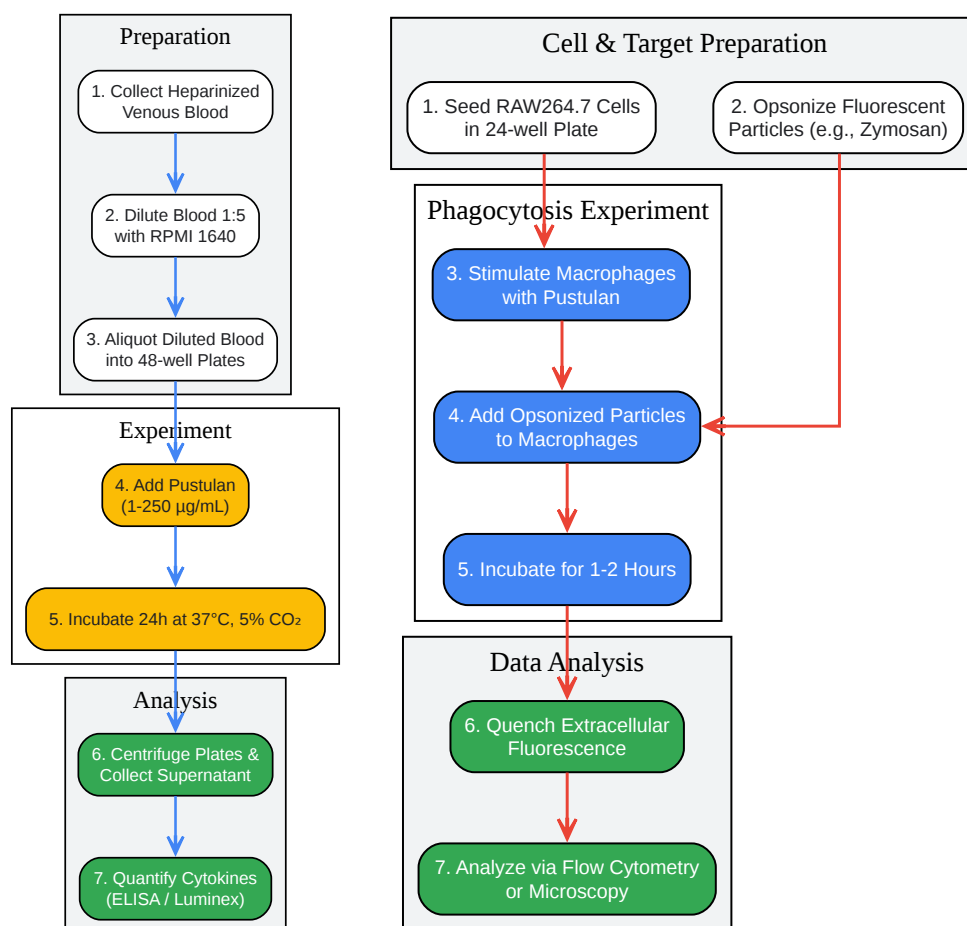 Preparation
1. Collect Heparinized
Venous Blood
2. Dilute Blood 1:5
with RPMI 1640
3. Aliquot Diluted Blood
into 48-well Plates
Experiment
4. Add Pustulan
(1-250 µg/mL)
5. Incubate 24h at 37°C, 5% CO₂
Analysis
6. Centrifuge Plates &
Collect Supernatant
7. Quantify Cytokines
(ELISA / Luminex)
Cell & Target Preparation
1. Seed RAW264.7 Cells
in 24-well Plate
2. Opsonize Fluorescent
Particles (e.g., Zymosan)
Phagocytosis Experiment
3. Stimulate Macrophages
with Pustulan
4. Add Opsonized Particles
to Macrophages
5. Incubate for 1-2 Hours
Data Analysis
6. Quench Extracellular
Fluorescence
7. Analyze via Flow Cytometry
or Microscopy